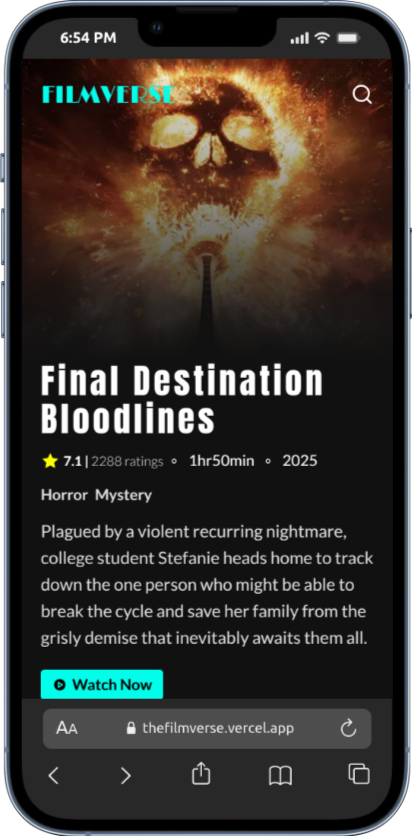 6:54 PM
FILMVERSE
Final Destination
Bloodlines
7.1 | 2288 ratings 1hr50min 2025
Horror Mystery
Plagued by a violent recurring nightmare,
college student Stefanie heads home to track
down the one person who might be able to
break the cycle and save her family from the
grisly demise that inevitably awaits them all.
Watch Now
AA thefilmverse.vercel.app